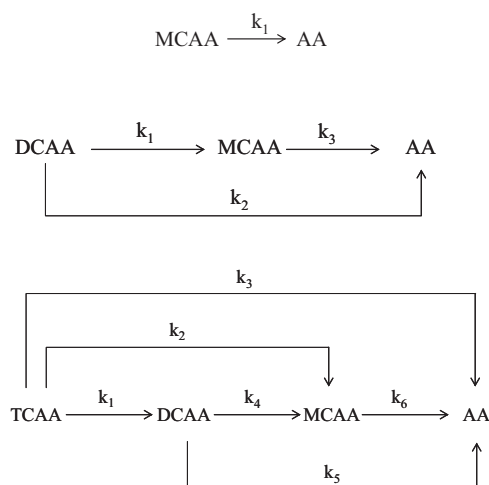 k₁
MCAA AA
k₁ k₃
DCAA MCAA AA
k₂
k₃
k₂
k₁ k₄ k₆
TCAA DCAA MCAA AA
k₅